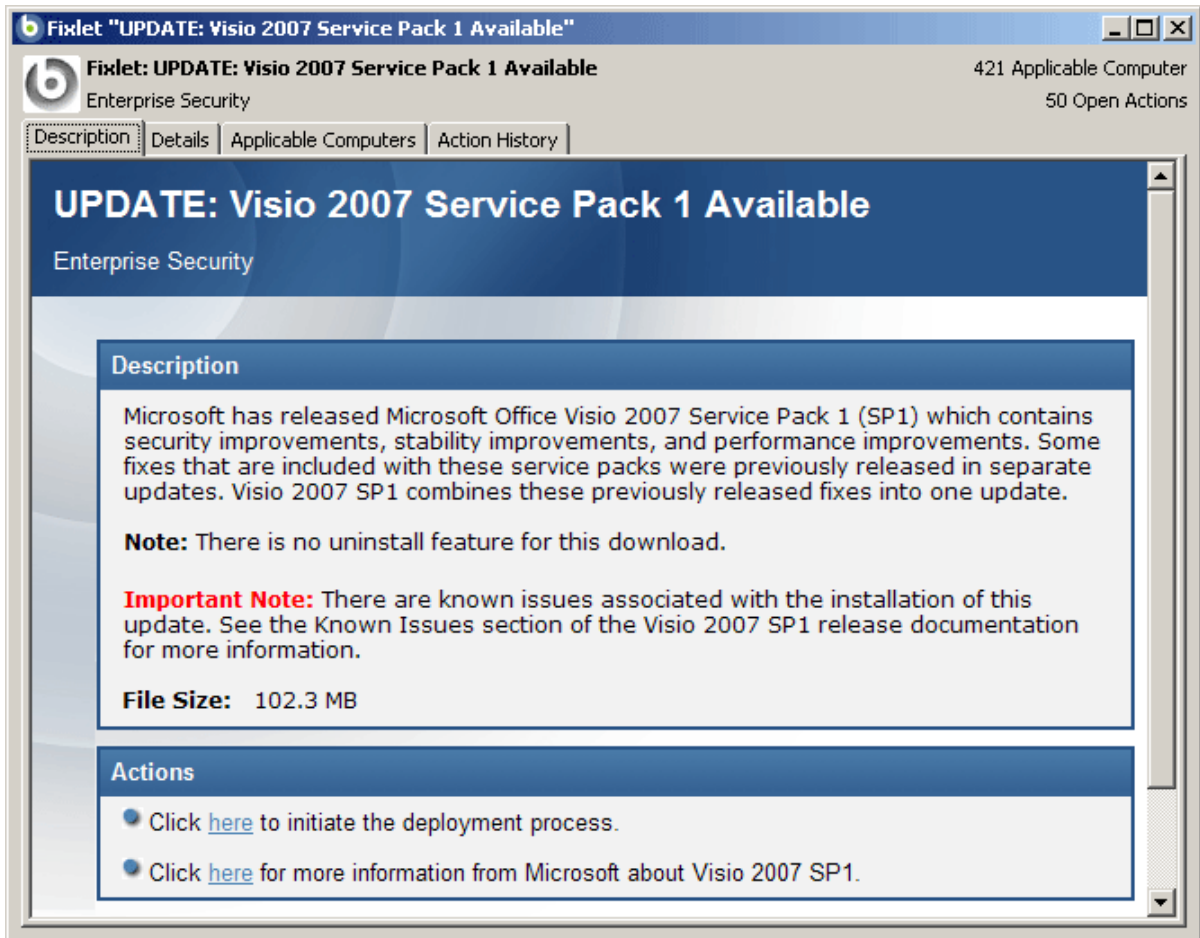 Fixlet "UPDATE: Visio 2007 Service Pack 1 Available"
Fixlet: UPDATE: Visio 2007 Service Pack 1 Available
421 Applicable Computer
Enterprise Security
50 Open Actions
Description
Details
Applicable Computers
Action History
UPDATE: Visio 2007 Service Pack 1 Available
Enterprise Security
Description
Microsoft has released Microsoft Office Visio 2007 Service Pack 1 (SP1) which contains
security improvements, stability improvements, and performance improvements. Some
fixes that are included with these service packs were previously released in separate
updates. Visio 2007 SP1 combines these previously released fixes into one update.
Note: There is no uninstall feature for this download.
Important Note: There are known issues associated with the installation of this
update. See the Known Issues section of the Visio 2007 SP1 release documentation
for more information.
File Size: 102.3 MB
Actions
Click here to initiate the deployment process.
Click here for more information from Microsoft about Visio 2007 SP1.